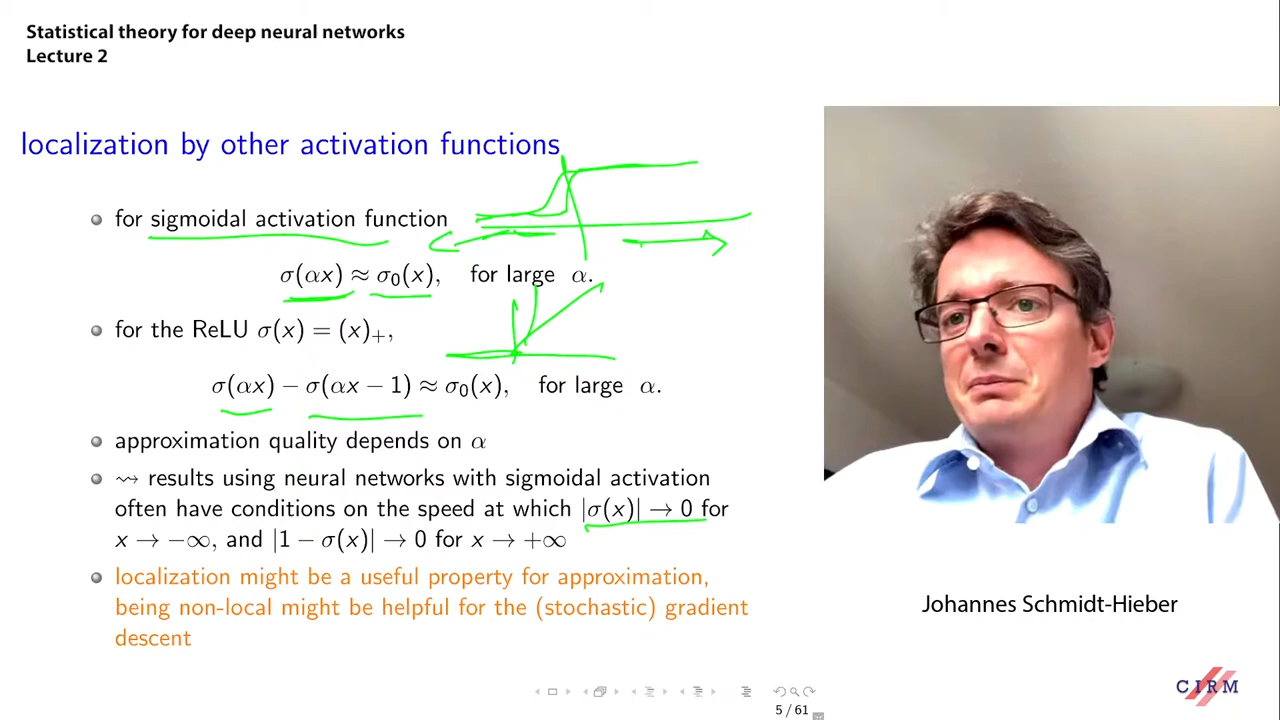 Statistical theory for deep neural networks
Lecture 2
localization by other activation functions
for sigmoidal activation function
σ(αx) ≈ σ₀(x), for large α.
for the ReLU σ(x) = (x)₊,
σ(αx) − σ(αx − 1) ≈ σ₀(x), for large α.
approximation quality depends on α
⇝ results using neural networks with sigmoidal activation
often have conditions on the speed at which |σ(x)| → 0 for
x → −∞, and |1 − σ(x)| → 0 for x → +∞
localization might be a useful property for approximation,
being non-local might be helpful for the (stochastic) gradient
descent
Johannes Schmidt-Hieber
CIRM
5 / 61